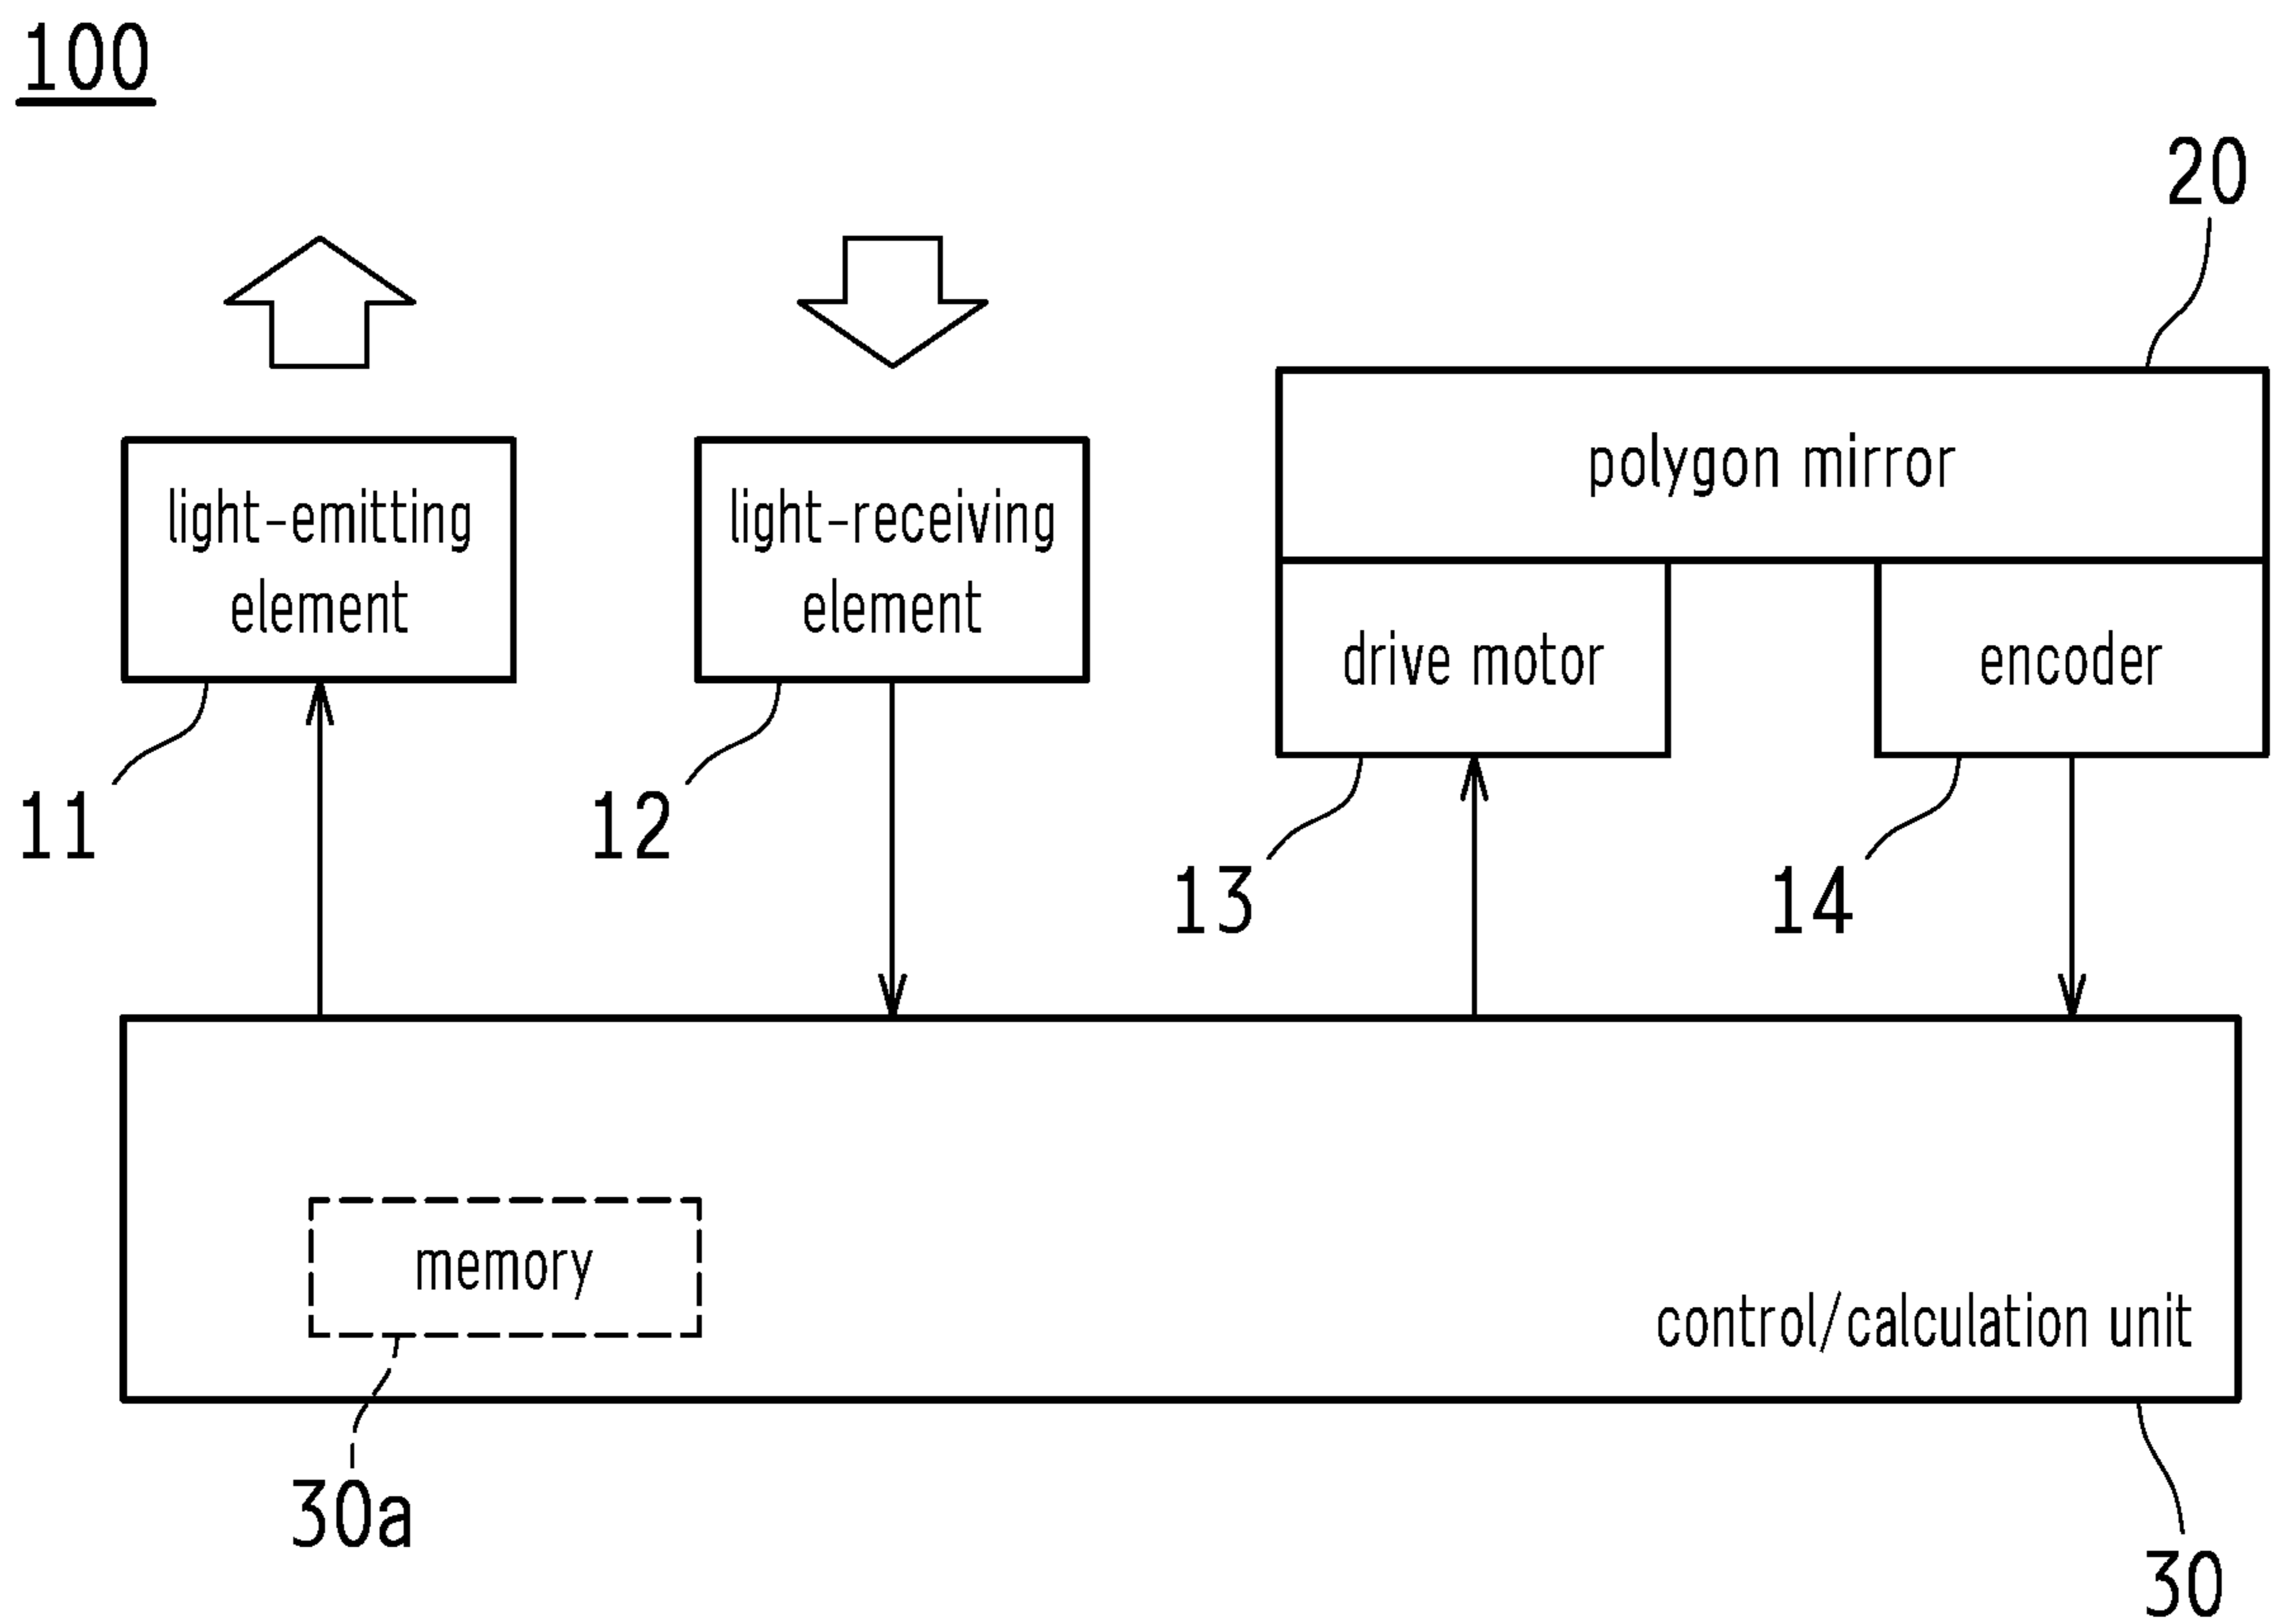 100
20
polygon mirror
light-emitting
element
light-receiving
element
drive motor
encoder
11
12
13
14
memory
control/calculation unit
30a
30